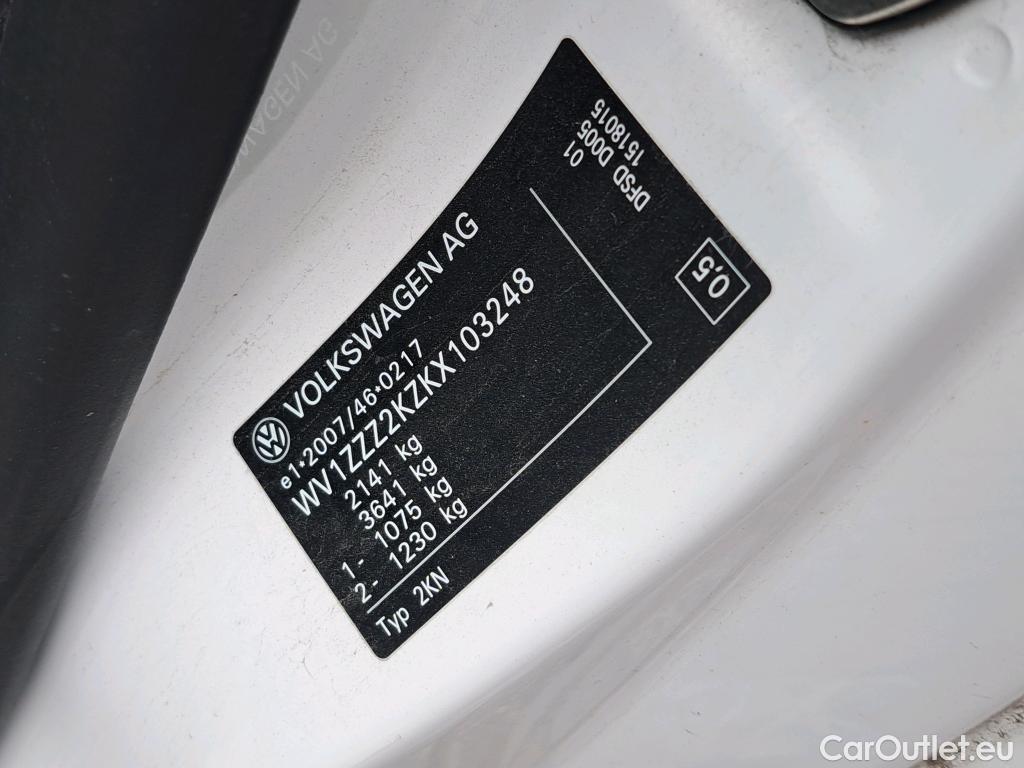 VOLKSWAGEN AG
e1*2007/46*0217
WV1ZZZ2KZKX103248
2141 kg
3641 kg
1- 1075 kg
2- 1230 kg
Typ 2KN
01
DFSD D005
1518015
0,5
CarOutlet.eu